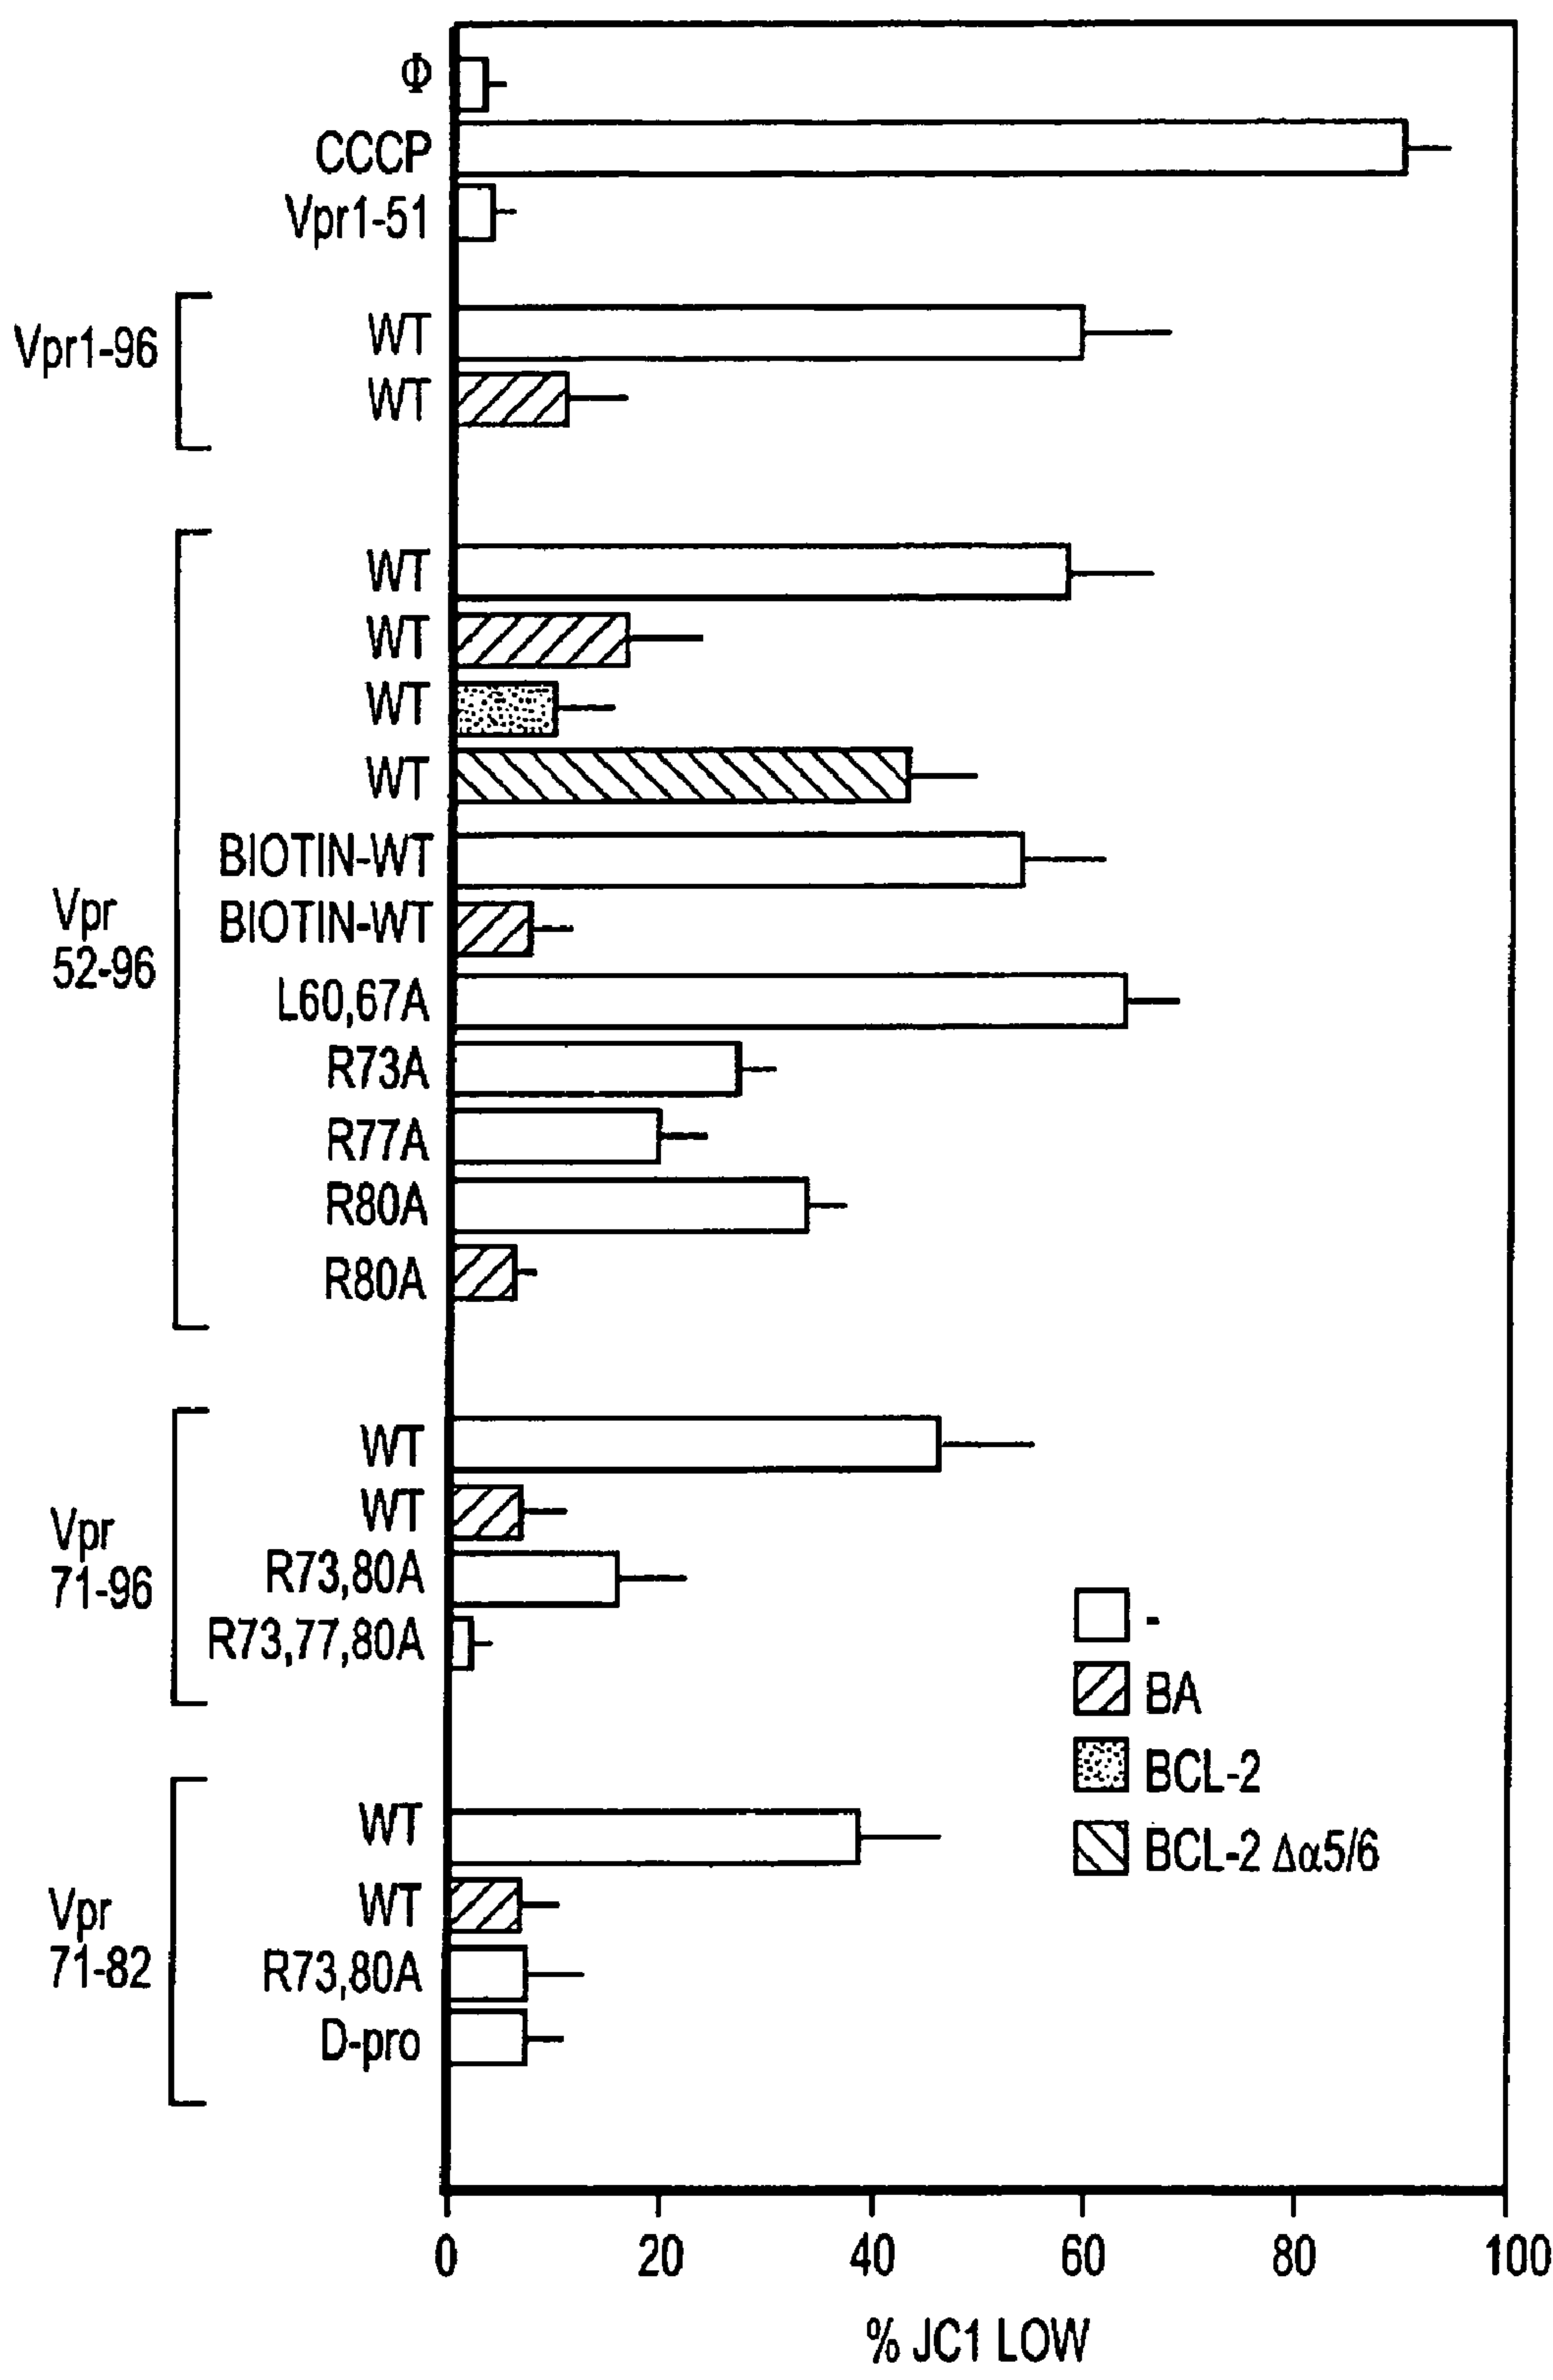 Φ
CCCP
Vpr1-51
Vpr1-96
WT
WT
Vpr
52-96
WT
WT
WT
WT
BIOTIN-WT
BIOTIN-WT
L60,67A
R73A
R77A
R80A
R80A
Vpr
71-96
WT
WT
R73,80A
R73,77,80A
Vpr
71-82
WT
WT
R73,80A
D-pro
-
BA
BCL-2
BCL-2 Δα5/6
0 20 40 60 80 100
% JC1 LOW